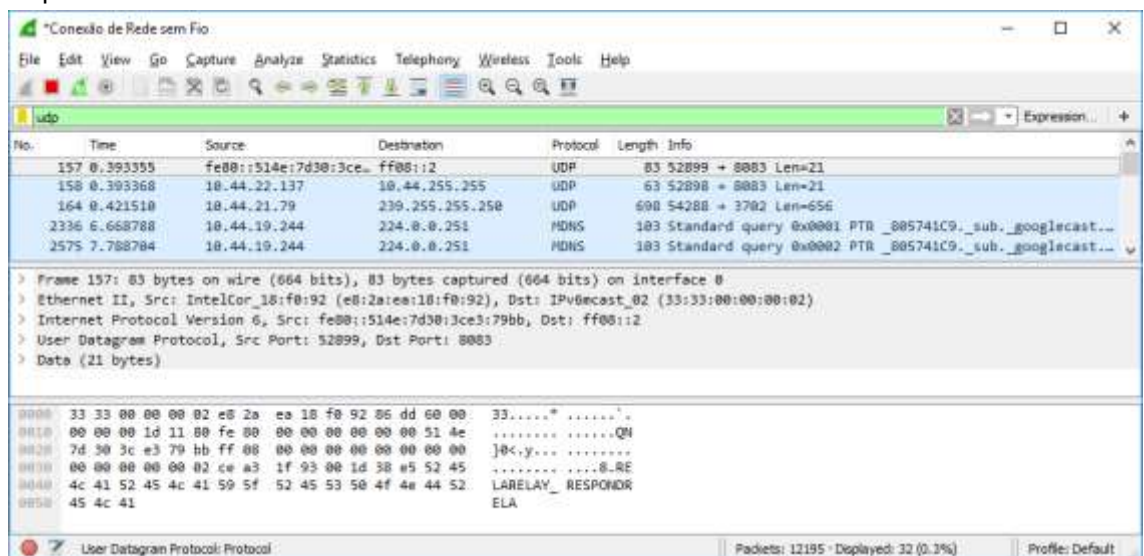 *Conexão de Rede sem Fio
File Edit View Go Capture Analyze Statistics Telephony Wireless Tools Help
udp Expression... +
No. Time Source Destination Protocol Length Info
157 0.393355 fe80::514e:7d30:3ce… ff08::2 UDP 83 52899 → 8083 Len=21
158 0.393368 10.44.22.137 10.44.255.255 UDP 63 52898 → 8083 Len=21
164 0.421510 10.44.21.79 239.255.255.250 UDP 698 54288 → 3702 Len=656
2336 6.668788 10.44.19.244 224.0.0.251 MDNS 103 Standard query 0x0001 PTR _805741C9._sub._googlecast.…
2575 7.788704 10.44.19.244 224.0.0.251 MDNS 103 Standard query 0x0002 PTR _805741C9._sub._googlecast.…
> Frame 157: 83 bytes on wire (664 bits), 83 bytes captured (664 bits) on interface 0
> Ethernet II, Src: IntelCor_18:f0:92 (e8:2a:ea:18:f0:92), Dst: IPv6mcast_02 (33:33:00:00:00:02)
> Internet Protocol Version 6, Src: fe80::514e:7d30:3ce3:79bb, Dst: ff08::2
> User Datagram Protocol, Src Port: 52899, Dst Port: 8083
> Data (21 bytes)
0000 33 33 00 00 00 02 e8 2a ea 18 f0 92 86 dd 60 00 33.....* ......`.
0010 00 00 00 1d 11 80 fe 80 00 00 00 00 00 00 51 4e ........ ......QN
0020 7d 30 3c e3 79 bb ff 08 00 00 00 00 00 00 00 00 }0<.y... ........
0030 00 00 00 00 00 02 ce a3 1f 93 00 1d 38 e5 52 45 ........ ....8.RE
0040 4c 41 52 45 4c 41 59 5f 52 45 53 50 4f 4e 44 52 LARELAY_ RESPONDR
0050 45 4c 41 ELA
User Datagram Protocol: Protocol Packets: 12195 · Displayed: 32 (0.3%) Profile: Default